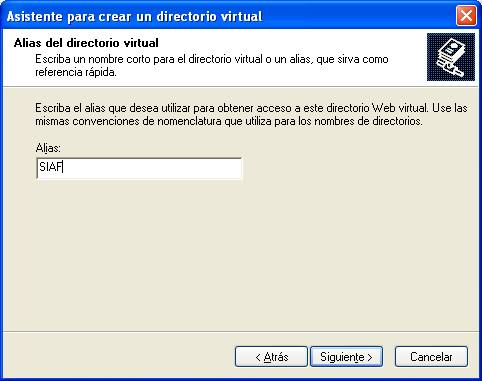 Asistente para crear un directorio virtual
Alias del directorio virtual
Escriba un nombre corto para el directorio virtual o un alias, que sirva como
referencia rápida.
Escriba el alias que desea utilizar para obtener acceso a este directorio Web virtual. Use las
mismas convenciones de nomenclatura que utiliza para los nombres de directorios.
Alias:
SIAF
< Atrás Siguiente > Cancelar